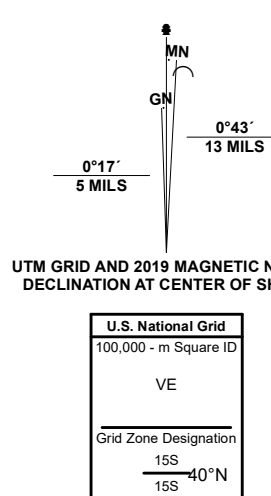 MN
GN
0°43´
13 MILS
0°17´
5 MILS
UTM GRID AND 2019 MAGNETIC N
DECLINATION AT CENTER OF SH
U.S. National Grid
100,000 - m Square ID
VE
Grid Zone Designation
15S
40°N
15S